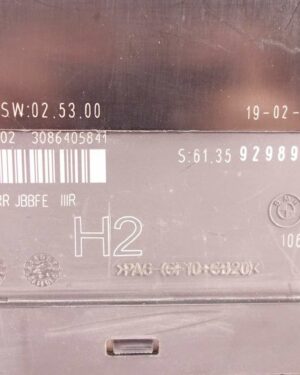 SW:02.53.00 19-02-
02 3086405841
S:61.35 92989
RR JBBFE IIIR
H2
106
>PA6-(GF10+GB20)<